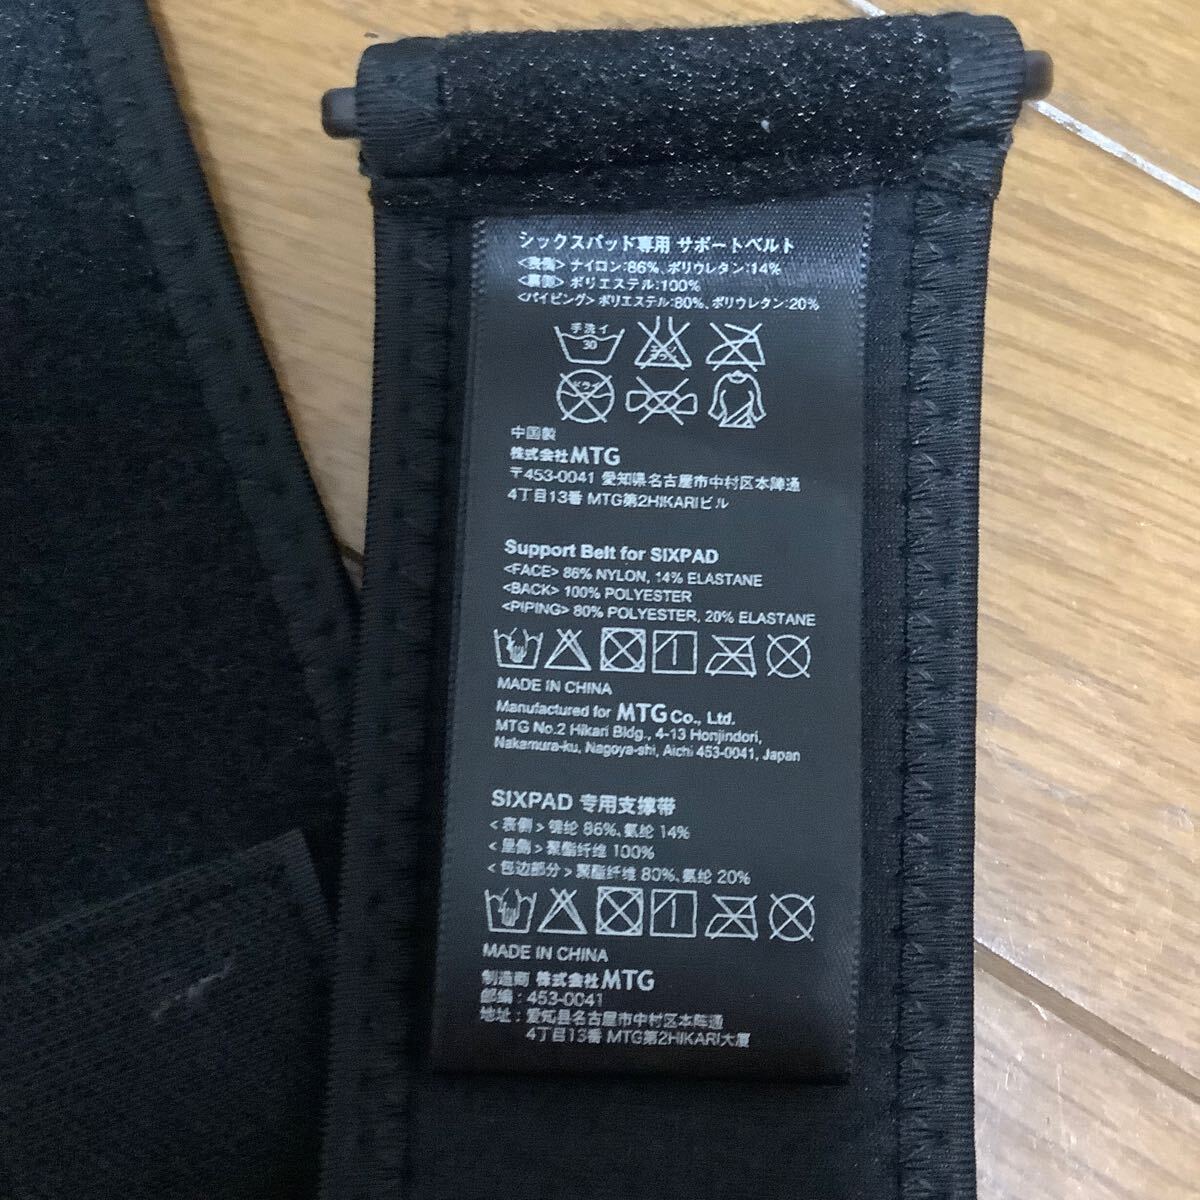 シックスパッド専用 サポートベルト
<表側> ナイロン:86%、ポリウレタン:14%
<裏側> ポリエステル:100%
<パイピング> ポリエステル:80%、ポリウレタン:20%
手洗イ
30
エンソ
サラシ
ドライ
中国製
株式会社MTG
〒453-0041 愛知県名古屋市中村区本陣通
4丁目13番 MTG第2HIKARIビル
Support Belt for SIXPAD
<FACE> 86% NYLON, 14% ELASTANE
<BACK> 100% POLYESTER
<PIPING> 80% POLYESTER, 20% ELASTANE
MADE IN CHINA
Manufactured for MTG Co., Ltd.
MTG No.2 Hikari Bldg., 4-13 Honjindori,
Nakamura-ku, Nagoya-shi, Aichi 453-0041, Japan
SIXPAD 专用支撑带
<表侧> 锦纶 86%、氨纶 14%
<里侧> 聚酯纤维 100%
<包边部分> 聚酯纤维 80%、氨纶 20%
MADE IN CHINA
制造商 株式会社MTG
邮编:453-0041
地址:愛知县名古屋市中村区本陣通
4丁目13番 MTG第2HIKARI大厦